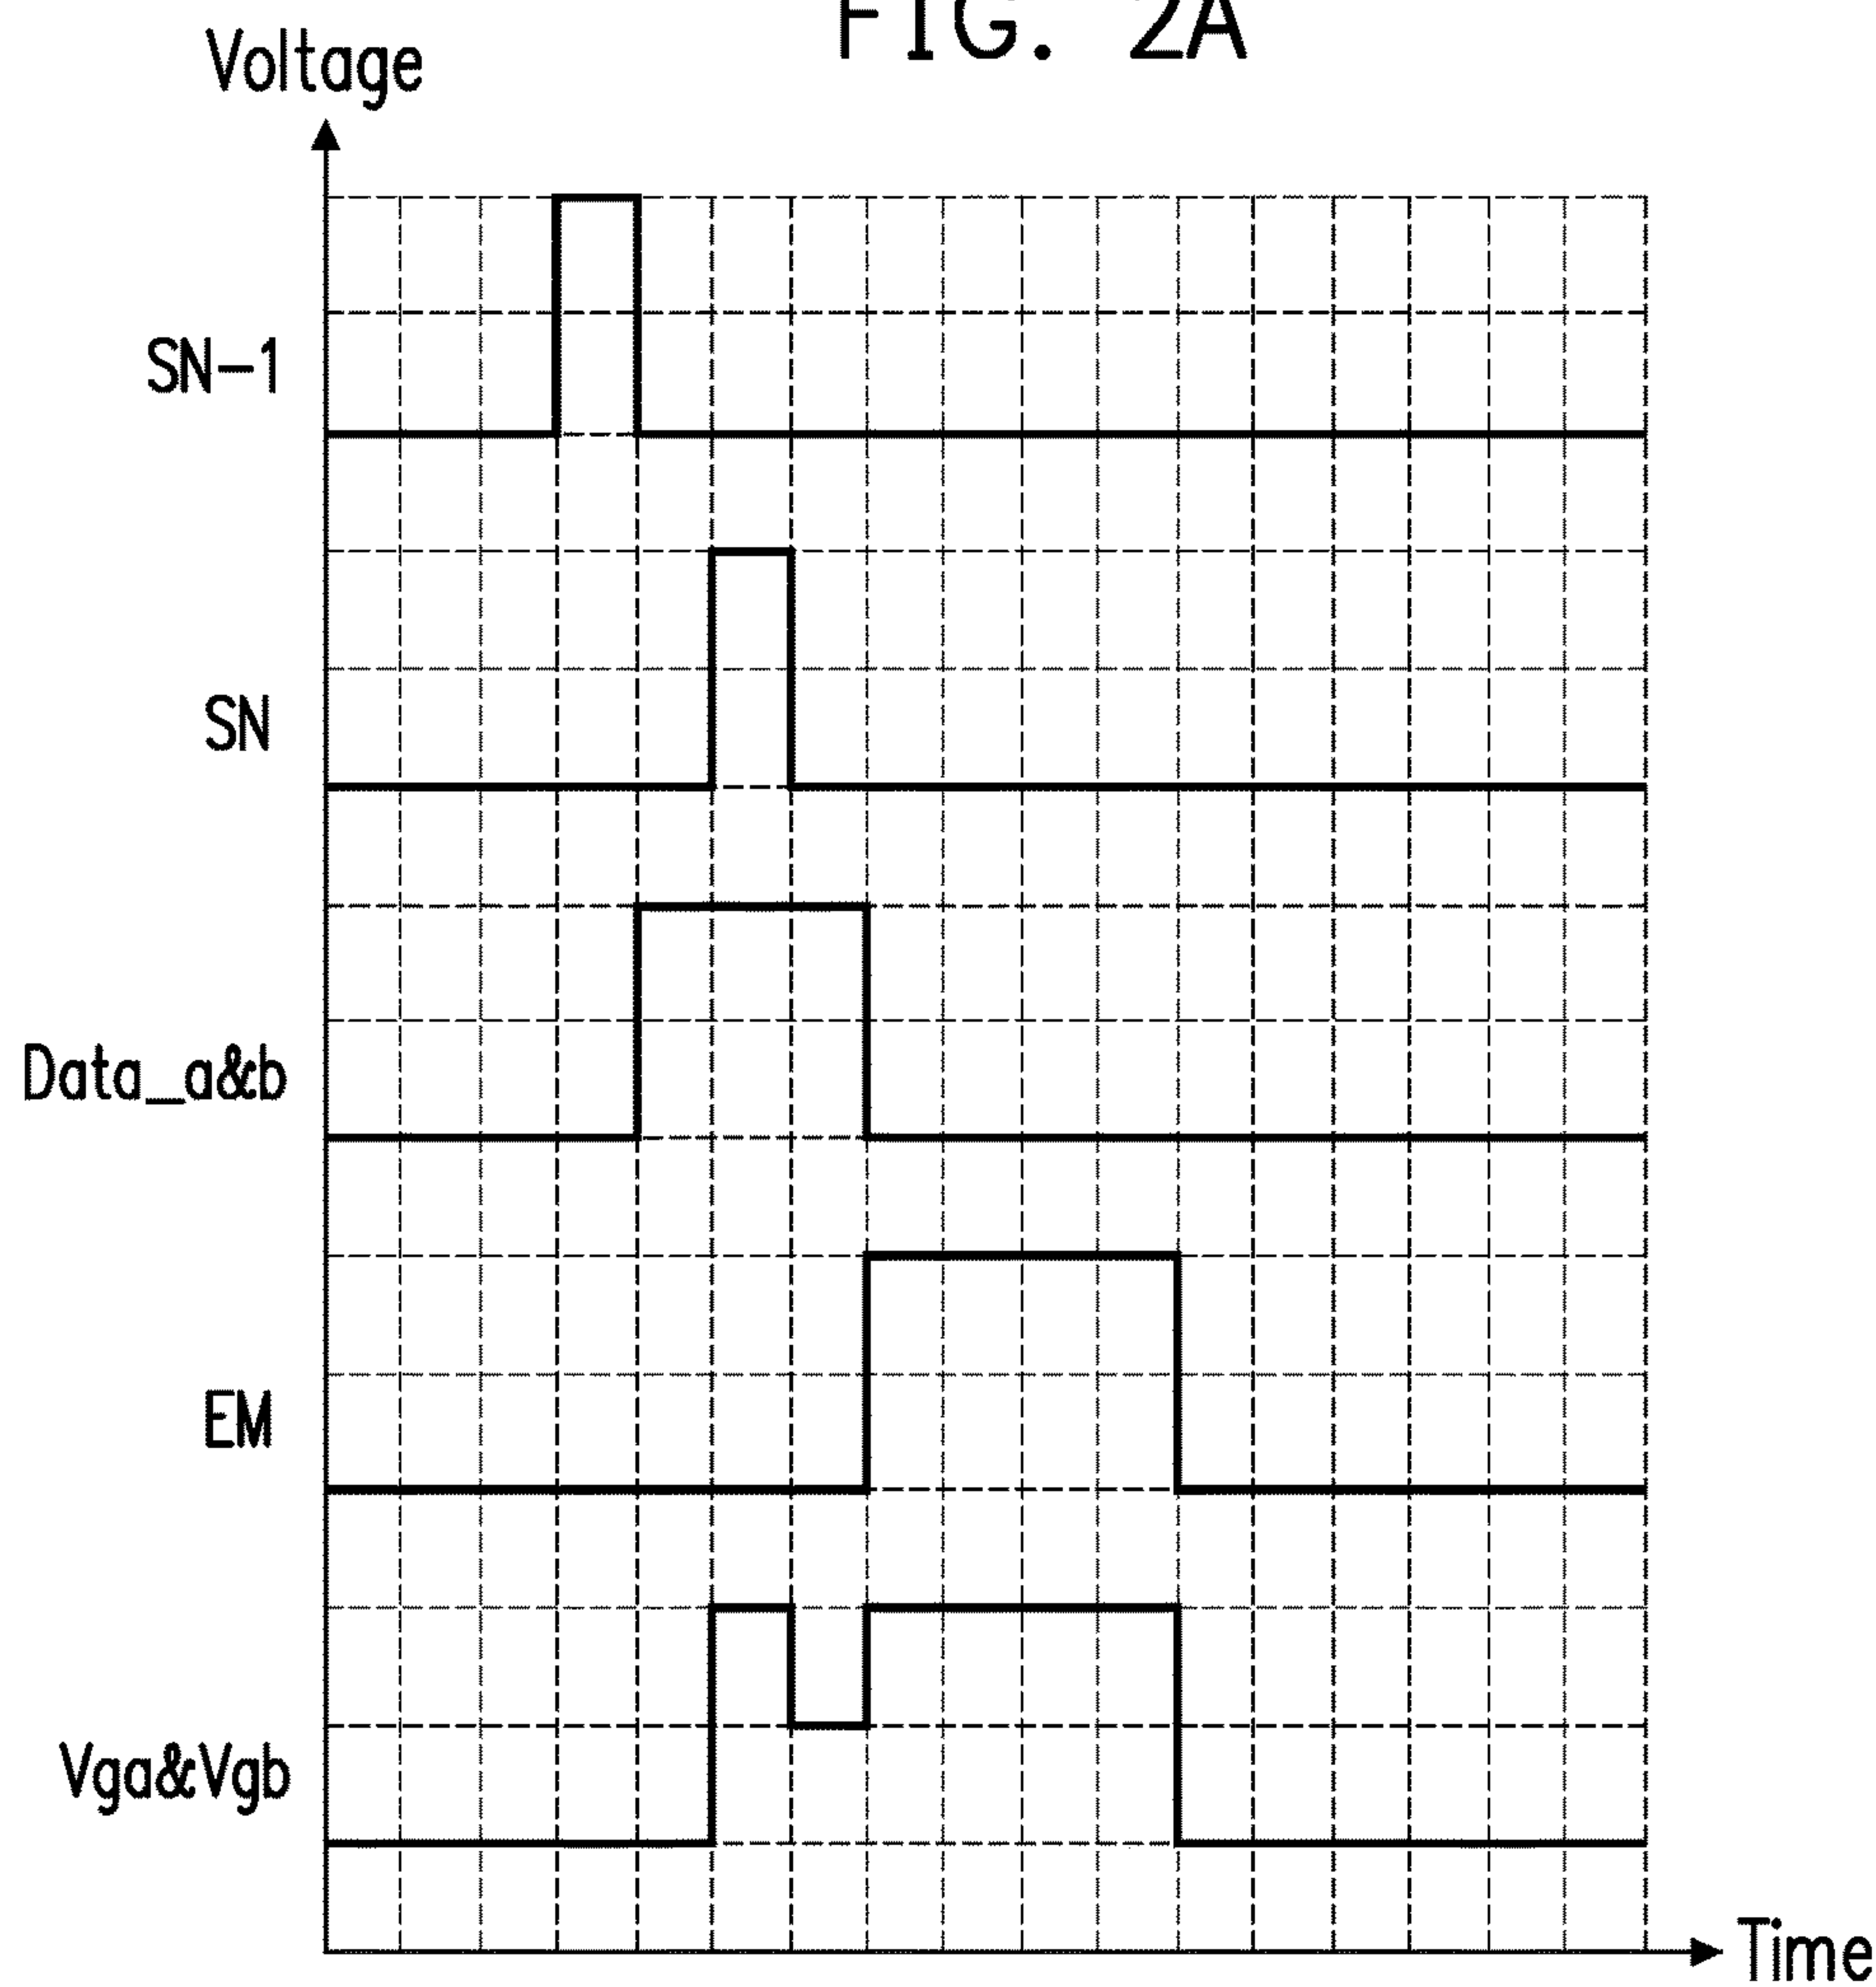 FIG. 2A
Voltage
SN-1
SN
Data_a&b
EM
Vga&Vgb
Time